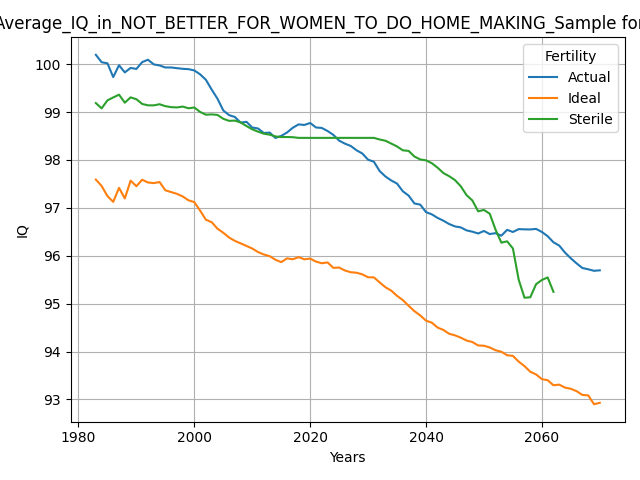 Average_IQ_in_NOT_BETTER_FOR_WOMEN_TO_DO_HOME_MAKING_Sample for
Fertility
Actual
Ideal
Sterile
IQ
100
99
98
97
96
95
94
93
1980 2000 2020 2040 2060
Years